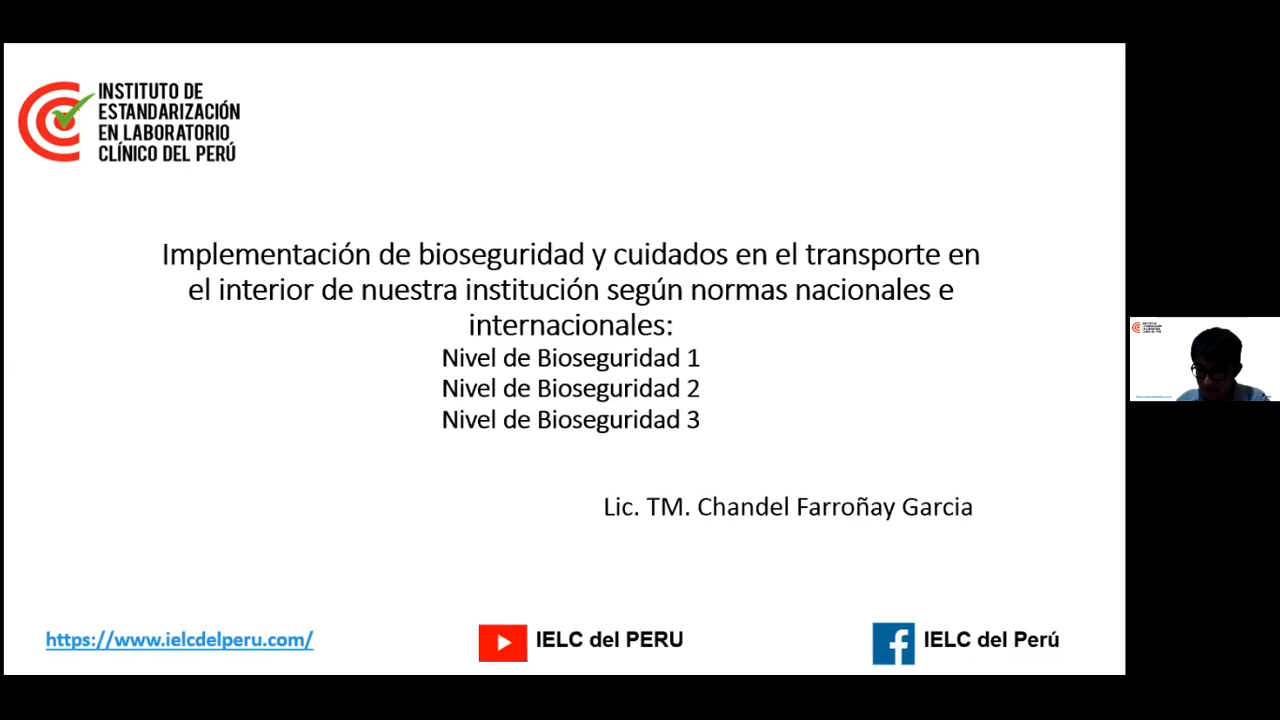 INSTITUTO DE
ESTANDARIZACIÓN
EN LABORATORIO
CLÍNICO DEL PERÚ
Implementación de bioseguridad y cuidados en el transporte en
el interior de nuestra institución según normas nacionales e
internacionales:
Nivel de Bioseguridad 1
Nivel de Bioseguridad 2
Nivel de Bioseguridad 3
Lic. TM. Chandel Farroñay Garcia
https://www.ielcdelperu.com/
IELC del PERU
IELC del Perú